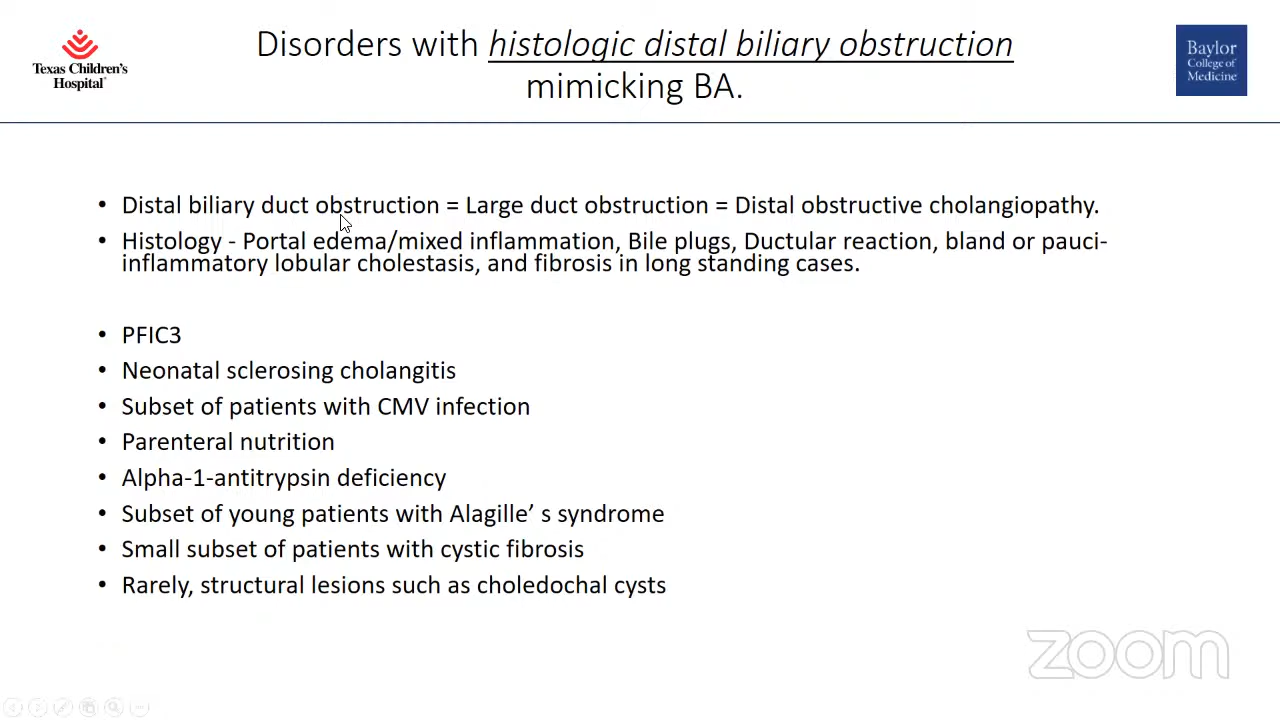 Disorders with histologic distal biliary obstruction
mimicking BA.
Texas Children's
Hospital®
Baylor
College of
Medicine
• Distal biliary duct obstruction = Large duct obstruction = Distal obstructive cholangiopathy.
• Histology - Portal edema/mixed inflammation, Bile plugs, Ductular reaction, bland or pauci-
inflammatory lobular cholestasis, and fibrosis in long standing cases.
• PFIC3
• Neonatal sclerosing cholangitis
• Subset of patients with CMV infection
• Parenteral nutrition
• Alpha-1-antitrypsin deficiency
• Subset of young patients with Alagille’ s syndrome
• Small subset of patients with cystic fibrosis
• Rarely, structural lesions such as choledochal cysts
zoom